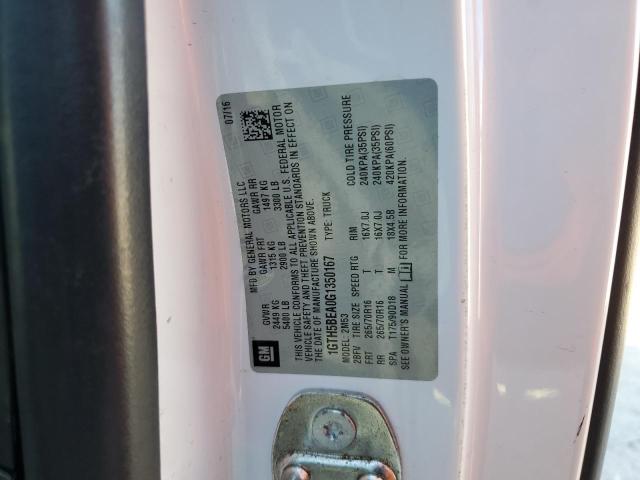 07/16
MFD BY GENERAL MOTORS LLC
GVWR GAWR FRT GAWR RR
2449 KG 1315 KG 1497 KG
5400 LB 2900 LB 3300 LB
THIS VEHICLE CONFORMS TO ALL APPLICABLE U.S. FEDERAL MOTOR
VEHICLE SAFETY AND THEFT PREVENTION STANDARDS IN EFFECT ON
THE DATE OF MANUFACTURE SHOWN ABOVE.
GM
1GTH5BEA0G1350167 TYPE: TRUCK
MODEL: 2M53
2BFV TIRE SIZE SPEED RTG RIM COLD TIRE PRESSURE
FRT 265/70R16 T 16X7.0J 240KPA(35PSI)
RR 265/70R16 T 16X7.0J 240KPA(35PSI)
SPA T175/90D18 M 18X4.5B 420KPA(60PSI)
SEE OWNER'S MANUAL FOR MORE INFORMATION.